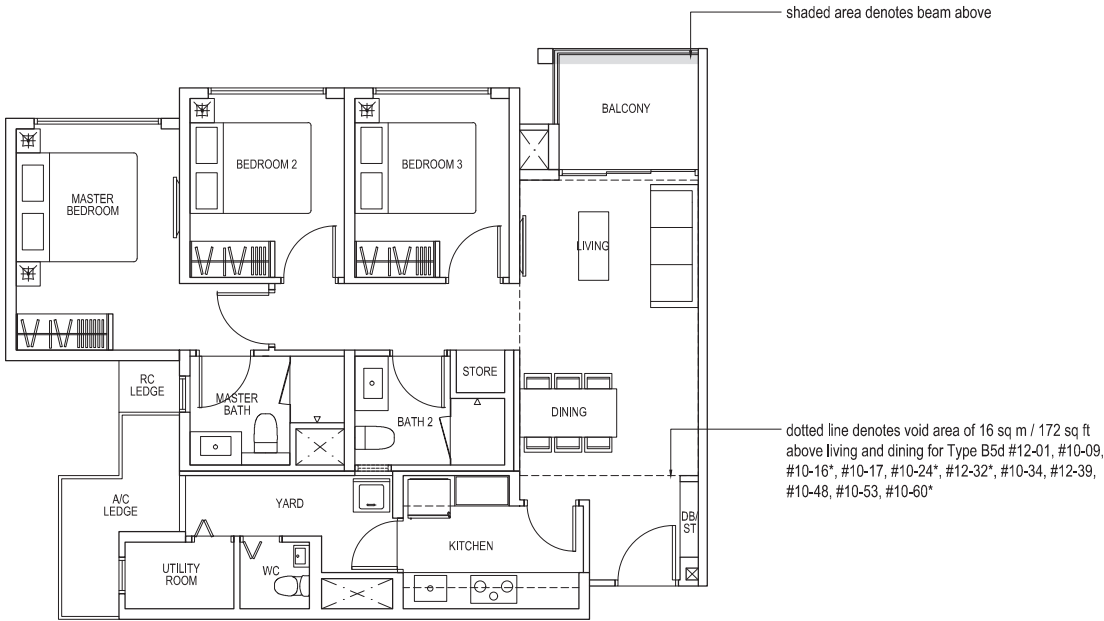 shaded area denotes beam above
BALCONY
BEDROOM 2
BEDROOM 3
MASTER
BEDROOM
LIVING
RC
LEDGE
MASTER
BATH
BATH 2
STORE
DINING
dotted line denotes void area of 16 sq m / 172 sq ft
above living and dining for Type B5d #12-01, #10-09,
#10-16*, #10-17, #10-24*, #12-32*, #10-34, #12-39,
#10-48, #10-53, #10-60*
A/C
LEDGE
YARD
DB/
ST
KITCHEN
UTILITY
ROOM
WC